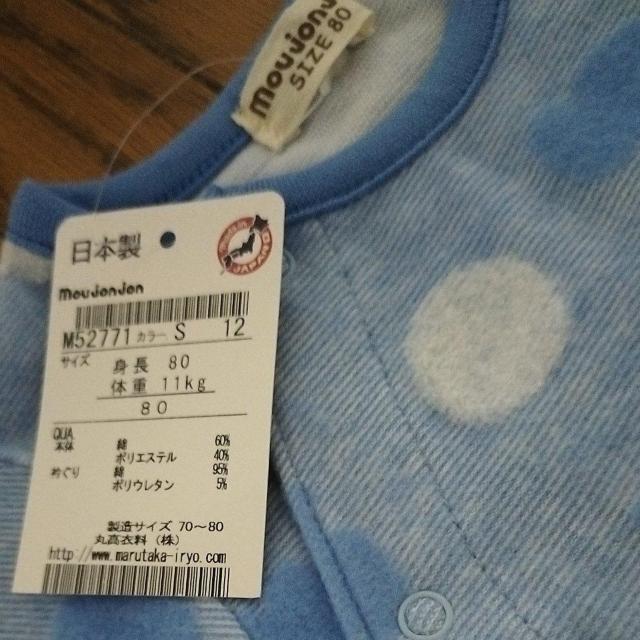 moujonjon
SIZE 80
日本製
moujonjon
M52771 カラー S 12
サイズ
身長 80
体重 11kg
80
QUA
本体 綿 60%
ポリエステル 40%
衿ぐり 綿 95%
ポリウレタン 5%
製造サイズ 70～80
丸高衣料（株）
http://www.marutaka-iryo.com